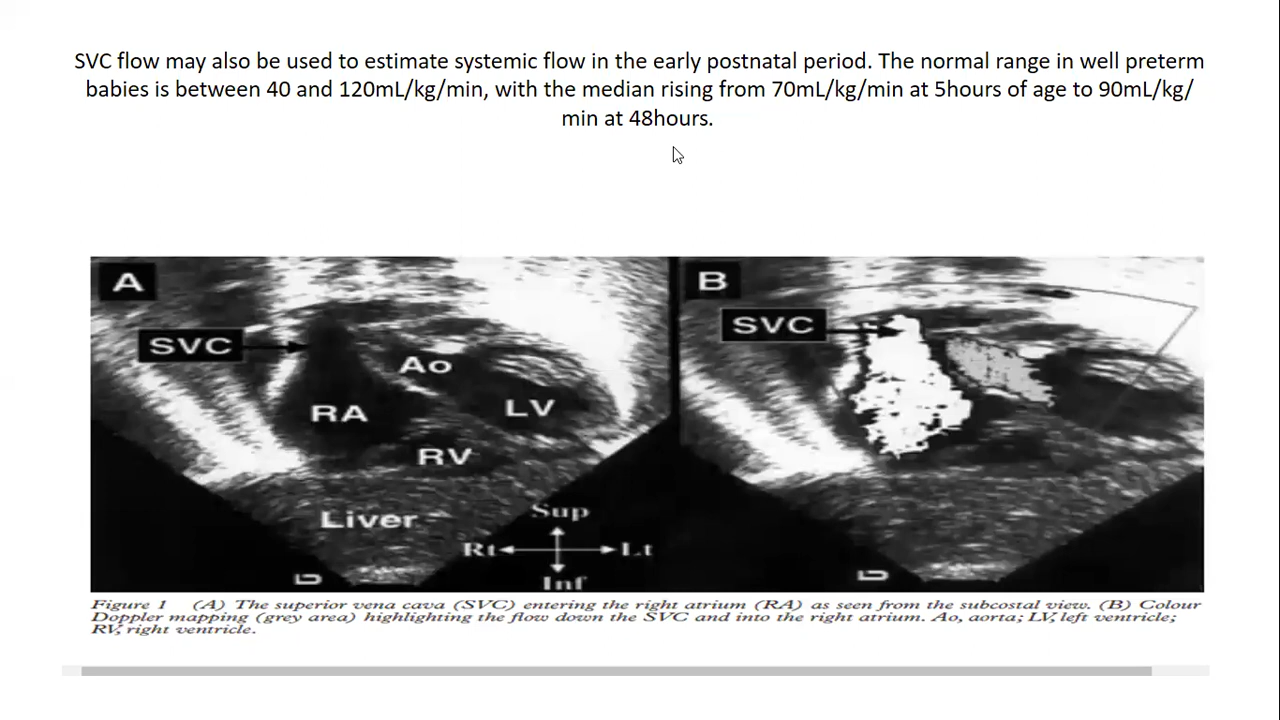 SVC flow may also be used to estimate systemic flow in the early postnatal period. The normal range in well preterm
babies is between 40 and 120mL/kg/min, with the median rising from 70mL/kg/min at 5hours of age to 90mL/kg/
min at 48hours.
A
B
SVC
SVC
Ao
RA
LV
RV
Liver
Sup
Rt
Lt
Inf
Figure 1 (A) The superior vena cava (SVC) entering the right atrium (RA) as seen from the subcostal view. (B) Colour
Doppler mapping (grey area) highlighting the flow down the SVC and into the right atrium. Ao, aorta; LV, left ventricle;
RV, right ventricle.